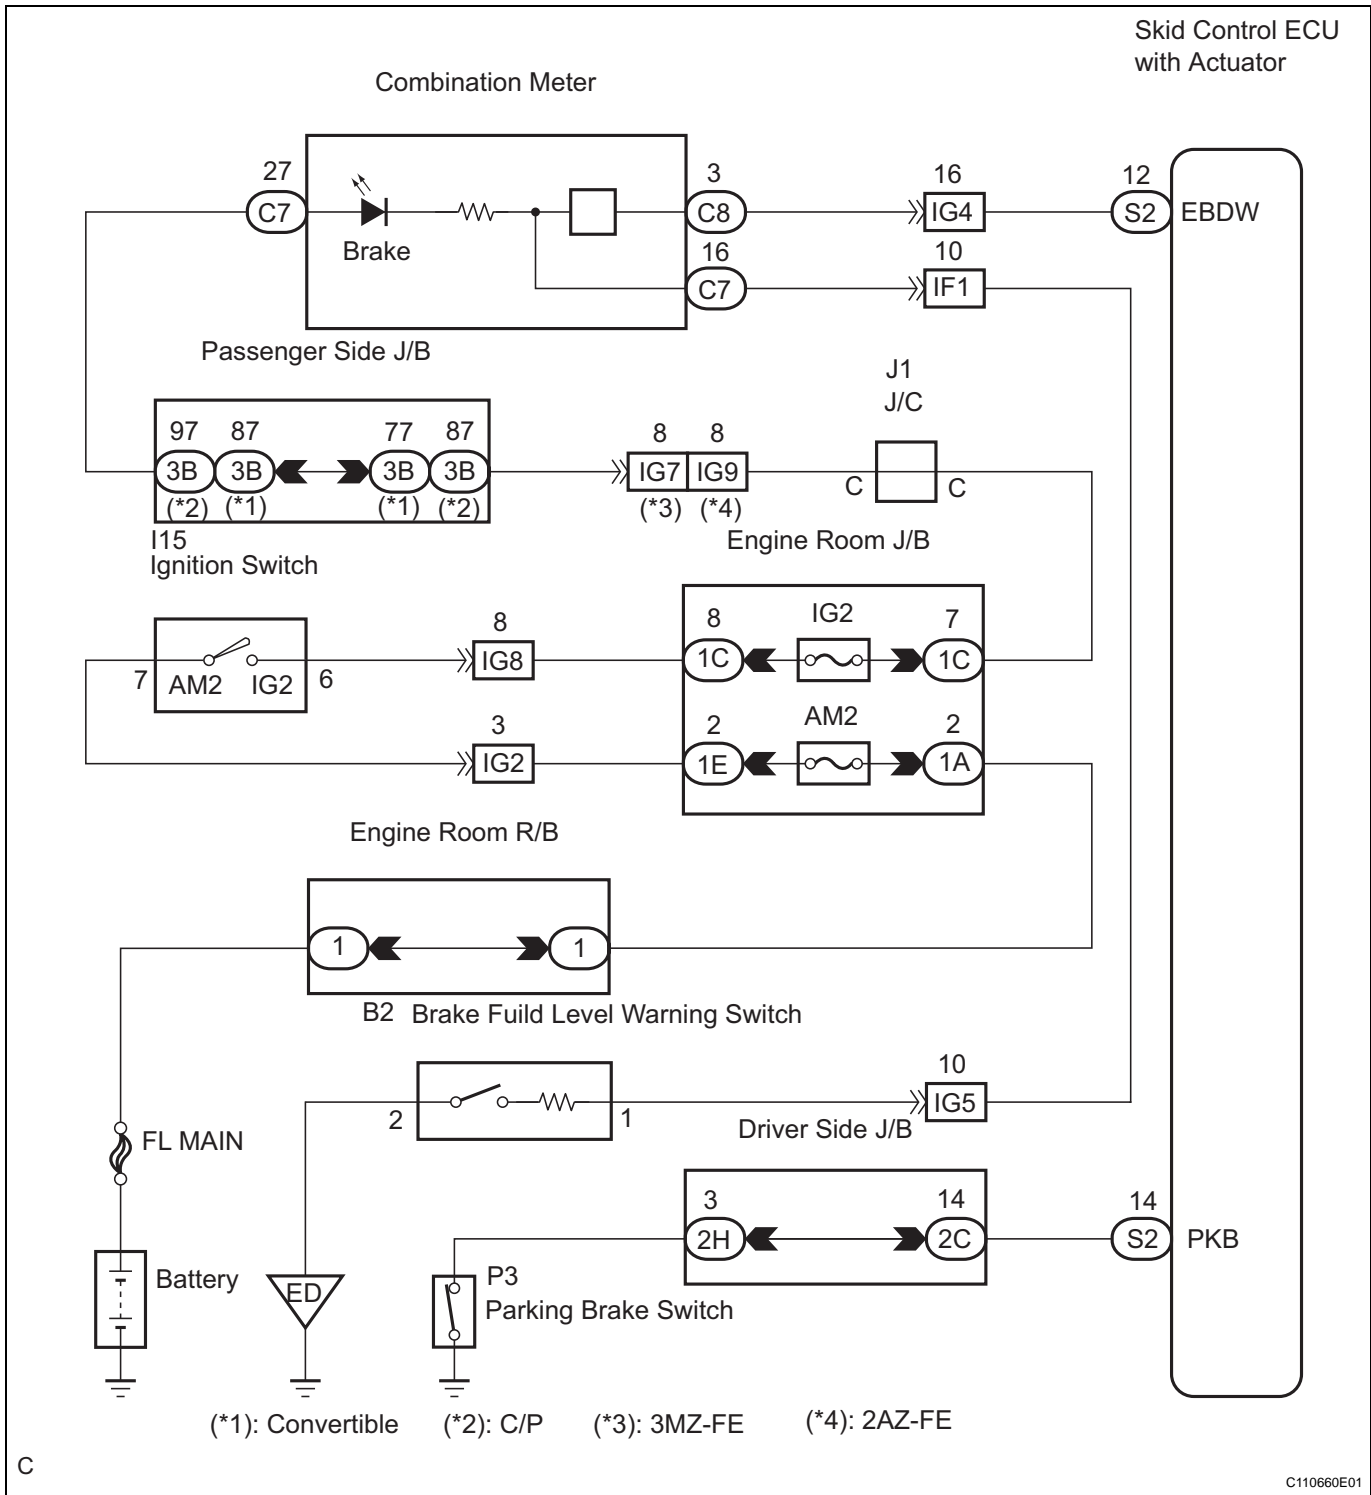 Skid Control ECU
with Actuator
Combination Meter
27
3
16
12
C7
C8
IG4
S2
EBDW
Brake
16
10
C7
IF1
Passenger Side J/B
J1
J/C
97
87
77
87
8
8
3B
3B
3B
3B
IG7
IG9
C
C
(*2)
(*1)
(*1)
(*2)
(*3)
(*4)
I15
Ignition Switch
Engine Room J/B
8
8
IG2
7
IG8
1C
1C
7
AM2
IG2
6
3
2
AM2
2
IG2
1E
1A
Engine Room R/B
1
1
B2
Brake Fuild Level Warning Switch
10
2
1
IG5
FL MAIN
Driver Side J/B
3
14
14
2H
2C
S2
PKB
Battery
ED
P3
Parking Brake Switch
(*1): Convertible
(*2): C/P
(*3): 3MZ-FE
(*4): 2AZ-FE
C
C110660E01